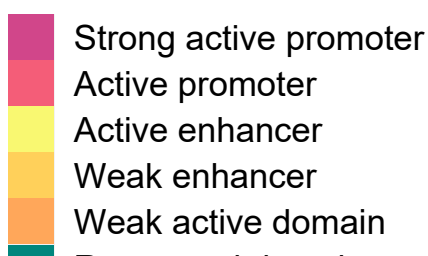 Strong active promoter
Active promoter
Active enhancer
Weak enhancer
Weak active domain